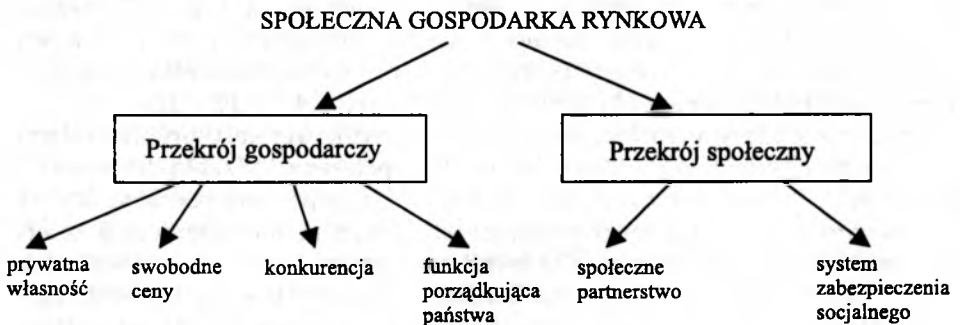 SPOŁECZNA GOSPODARKA RYNKOWA
Przekrój gospodarczy
Przekrój społeczny
prywatna
własność
swobodne
ceny
konkurencja
funkcja
porządkująca
państwa
społeczne
partnerstwo
system
zabezpieczenia
socjalnego